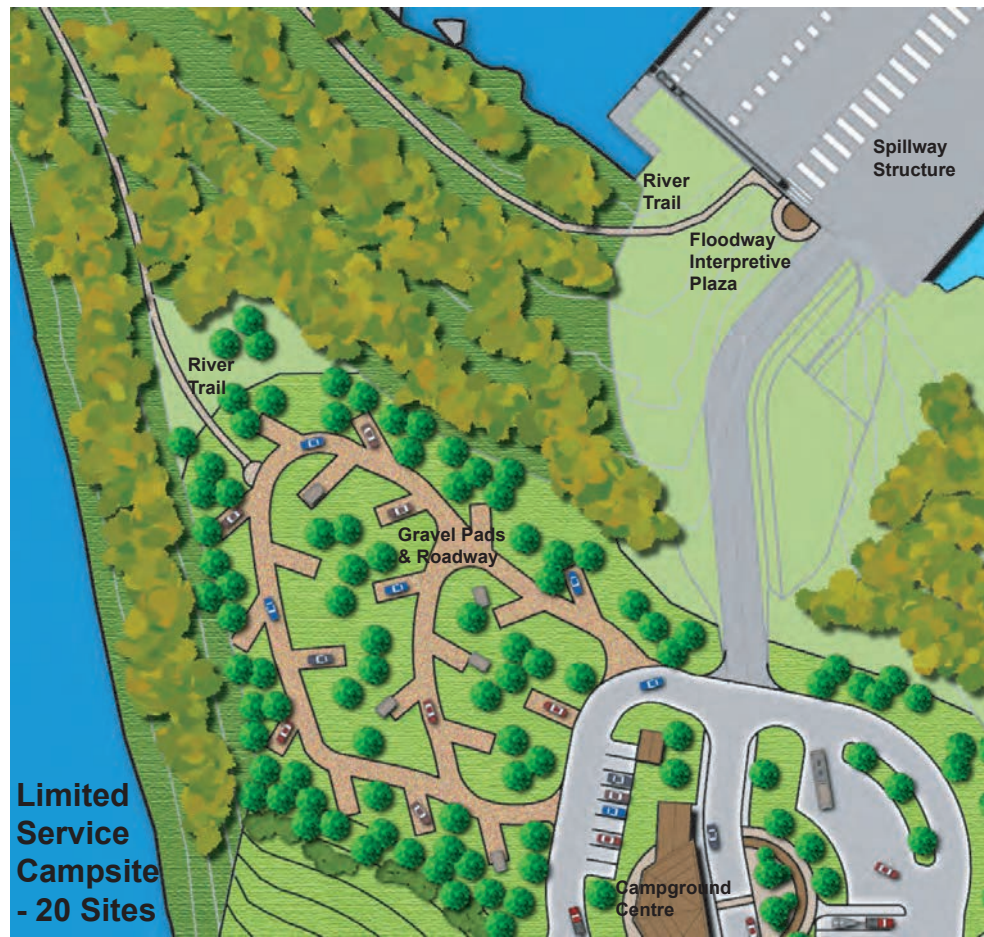 Spillway
Structure
River
Trail
Floodway
Interpretive
Plaza
River
Trail
Gravel Pads
& Roadway
Limited
Service
Campsite
- 20 Sites
Campground
Centre